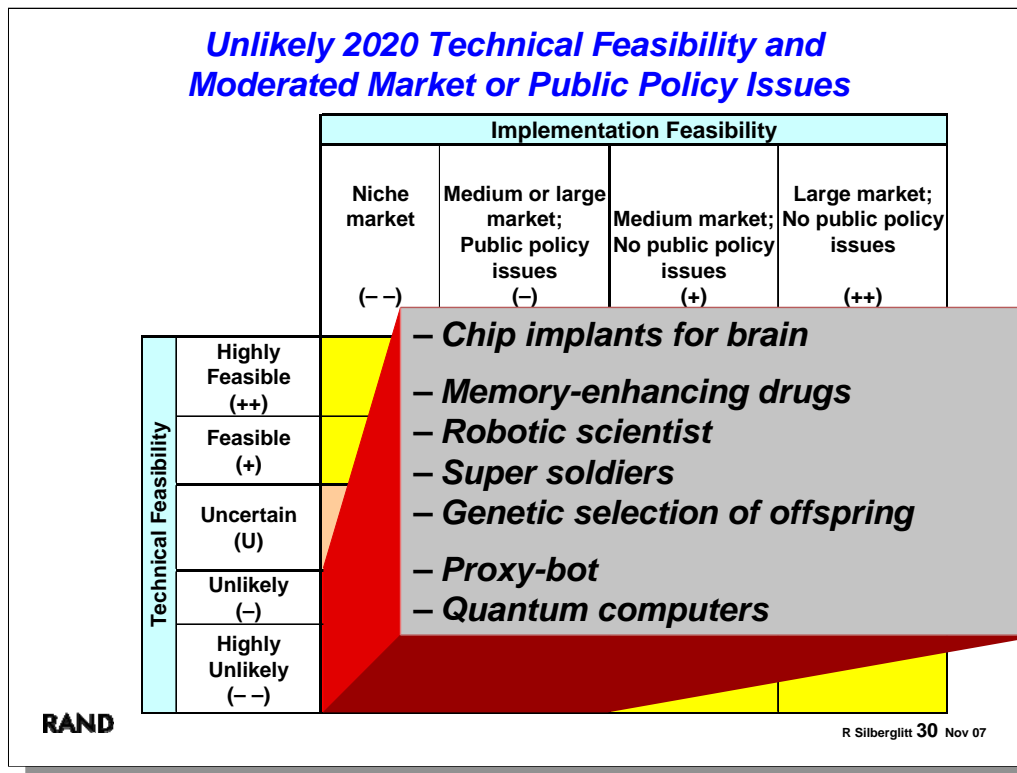 Unlikely 2020 Technical Feasibility and
Moderated Market or Public Policy Issues
Implementation Feasibility
Niche
market
(– –)
Medium or large
market;
Public policy
issues
(–)
Medium market;
No public policy
issues
(+)
Large market;
No public policy
issues
(++)
Technical Feasibility
Highly
Feasible
(++)
Feasible
(+)
Uncertain
(U)
Unlikely
(–)
Highly
Unlikely
(– –)
– Chip implants for brain
– Memory-enhancing drugs
– Robotic scientist
– Super soldiers
– Genetic selection of offspring
– Proxy-bot
– Quantum computers
RAND
R Silberglitt 30 Nov 07